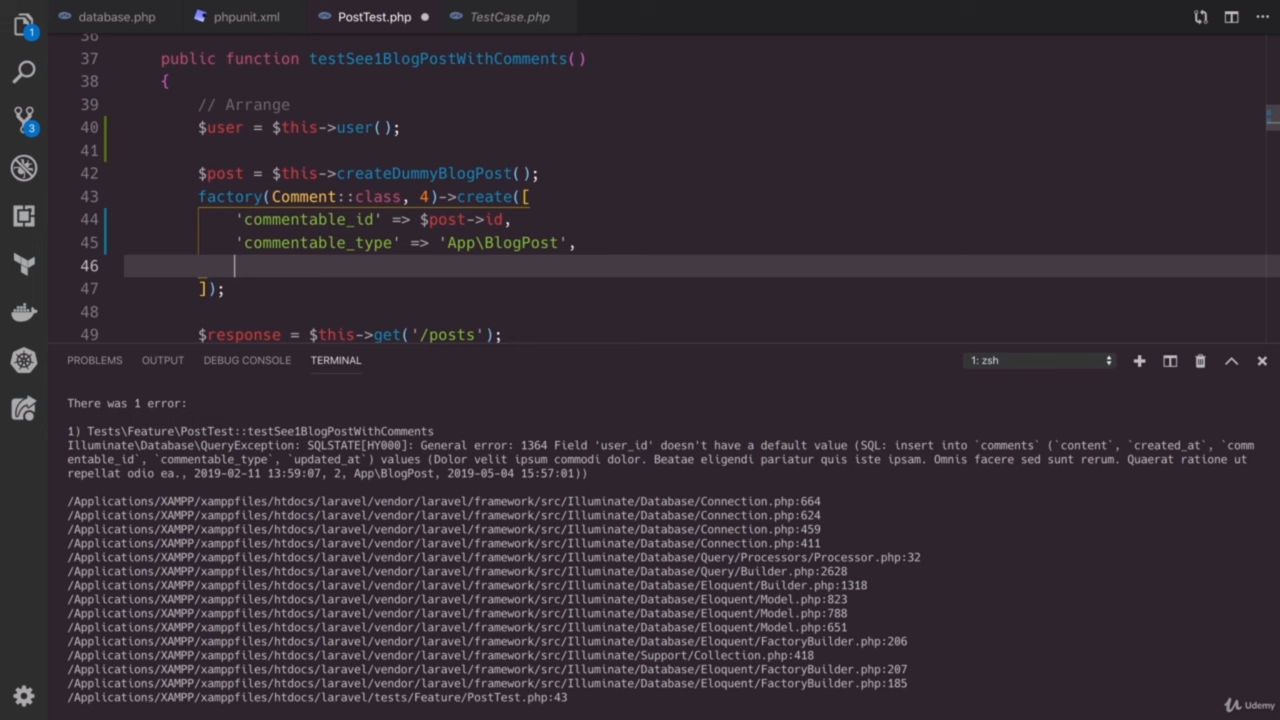 database.php phpunit.xml PostTest.php TestCase.php
1
36
37 public function testSee1BlogPostWithComments()
38 {
39 // Arrange
3
40 $user = $this->user();
41
42 $post = $this->createDummyBlogPost();
43 factory(Comment::class, 4)->create([
44 'commentable_id' => $post->id,
45 'commentable_type' => 'App\BlogPost',
46
47 ]);
48
49 $response = $this->get('/posts');
PROBLEMS OUTPUT DEBUG CONSOLE TERMINAL 1: zsh
There was 1 error:
1) Tests\Feature\PostTest::testSee1BlogPostWithComments
Illuminate\Database\QueryException: SQLSTATE[HY000]: General error: 1364 Field 'user_id' doesn't have a default value (SQL: insert into `comments` (`content`, `created_at`, `comm
entable_id`, `commentable_type`, `updated_at`) values (Dolor velit ipsum commodi dolor. Beatae eligendi pariatur quis iste ipsam. Omnis facere sed sunt rerum. Quaerat ratione ut
repellat odio ea., 2019-02-11 13:59:07, 2, App\BlogPost, 2019-05-04 15:57:01))
/Applications/XAMPP/xamppfiles/htdocs/laravel/vendor/laravel/framework/src/Illuminate/Database/Connection.php:664
/Applications/XAMPP/xamppfiles/htdocs/laravel/vendor/laravel/framework/src/Illuminate/Database/Connection.php:624
/Applications/XAMPP/xamppfiles/htdocs/laravel/vendor/laravel/framework/src/Illuminate/Database/Connection.php:459
/Applications/XAMPP/xamppfiles/htdocs/laravel/vendor/laravel/framework/src/Illuminate/Database/Connection.php:411
/Applications/XAMPP/xamppfiles/htdocs/laravel/vendor/laravel/framework/src/Illuminate/Database/Query/Processors/Processor.php:32
/Applications/XAMPP/xamppfiles/htdocs/laravel/vendor/laravel/framework/src/Illuminate/Database/Query/Builder.php:2628
/Applications/XAMPP/xamppfiles/htdocs/laravel/vendor/laravel/framework/src/Illuminate/Database/Eloquent/Builder.php:1318
/Applications/XAMPP/xamppfiles/htdocs/laravel/vendor/laravel/framework/src/Illuminate/Database/Eloquent/Model.php:823
/Applications/XAMPP/xamppfiles/htdocs/laravel/vendor/laravel/framework/src/Illuminate/Database/Eloquent/Model.php:788
/Applications/XAMPP/xamppfiles/htdocs/laravel/vendor/laravel/framework/src/Illuminate/Database/Eloquent/Model.php:651
/Applications/XAMPP/xamppfiles/htdocs/laravel/vendor/laravel/framework/src/Illuminate/Database/Eloquent/FactoryBuilder.php:206
/Applications/XAMPP/xamppfiles/htdocs/laravel/vendor/laravel/framework/src/Illuminate/Support/Collection.php:418
/Applications/XAMPP/xamppfiles/htdocs/laravel/vendor/laravel/framework/src/Illuminate/Database/Eloquent/FactoryBuilder.php:207
/Applications/XAMPP/xamppfiles/htdocs/laravel/vendor/laravel/framework/src/Illuminate/Database/Eloquent/FactoryBuilder.php:185
/Applications/XAMPP/xamppfiles/htdocs/laravel/tests/Feature/PostTest.php:43
Udemy